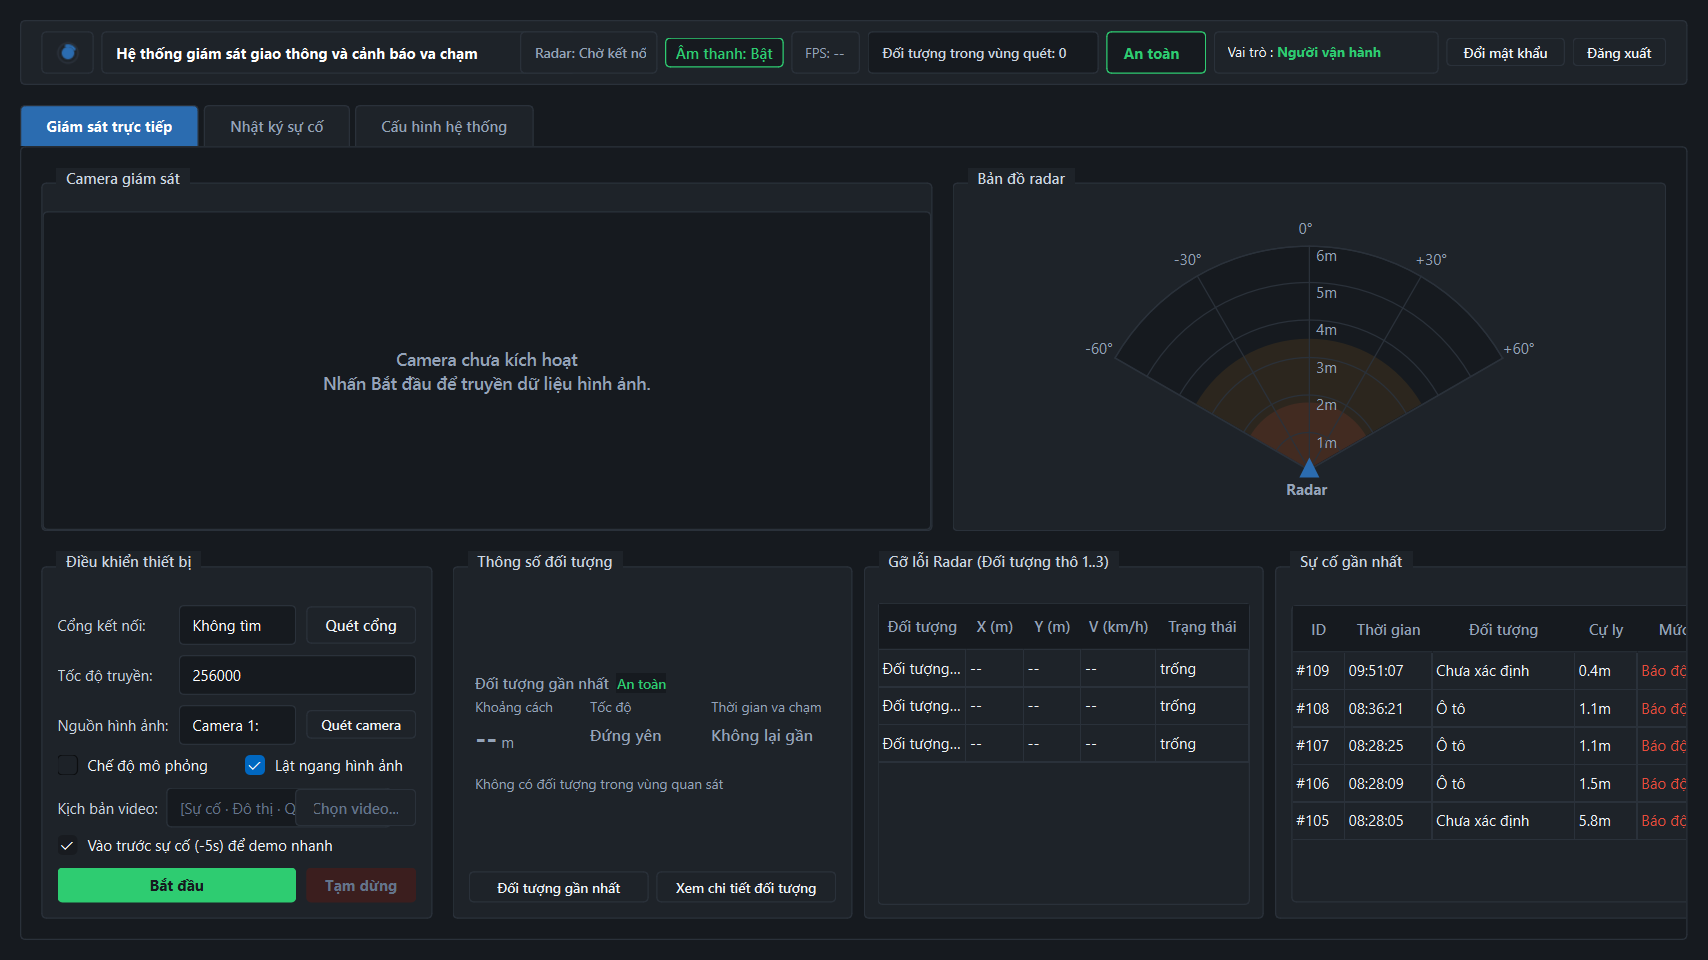 Hệ thống giám sát giao thông và cảnh báo va chạm
Radar: Chờ kết nố
Âm thanh: Bật
FPS: --
Đối tượng trong vùng quét: 0
An toàn
Vai trò : Người vận hành
Đổi mật khẩu
Đăng xuất
Giám sát trực tiếp
Nhật ký sự cố
Cấu hình hệ thống
Camera giám sát
Camera chưa kích hoạt
Nhấn Bắt đầu để truyền dữ liệu hình ảnh.
Bản đồ radar
0°
-30°
+30°
-60°
+60°
6m
5m
4m
3m
2m
1m
Radar
Điều khiển thiết bị
Cổng kết nối:
Không tìm
Quét cổng
Tốc độ truyền:
256000
Nguồn hình ảnh:
Camera 1:
Quét camera
Chế độ mô phỏng
Lật ngang hình ảnh
Kịch bản video:
[Sự cố · Đô thị · Q
Chọn video...
Vào trước sự cố (-5s) để demo nhanh
Bắt đầu
Tạm dừng
Thông số đối tượng
Đối tượng gần nhất An toàn
Khoảng cách Tốc độ Thời gian va chạm
-- m Đứng yên Không lại gần
Không có đối tượng trong vùng quan sát
Đối tượng gần nhất
Xem chi tiết đối tượng
Gỡ lỗi Radar (Đối tượng thô 1..3)
Đối tượng X (m) Y (m) V (km/h) Trạng thái
Đối tượng... -- -- -- trống
Đối tượng... -- -- -- trống
Đối tượng... -- -- -- trống
Sự cố gần nhất
ID Thời gian Đối tượng Cự ly Mức
#109 09:51:07 Chưa xác định 0.4m Báo độ
#108 08:36:21 Ô tô 1.1m Báo độ
#107 08:28:25 Ô tô 1.1m Báo độ
#106 08:28:09 Ô tô 1.5m Báo độ
#105 08:28:05 Chưa xác định 5.8m Báo độ